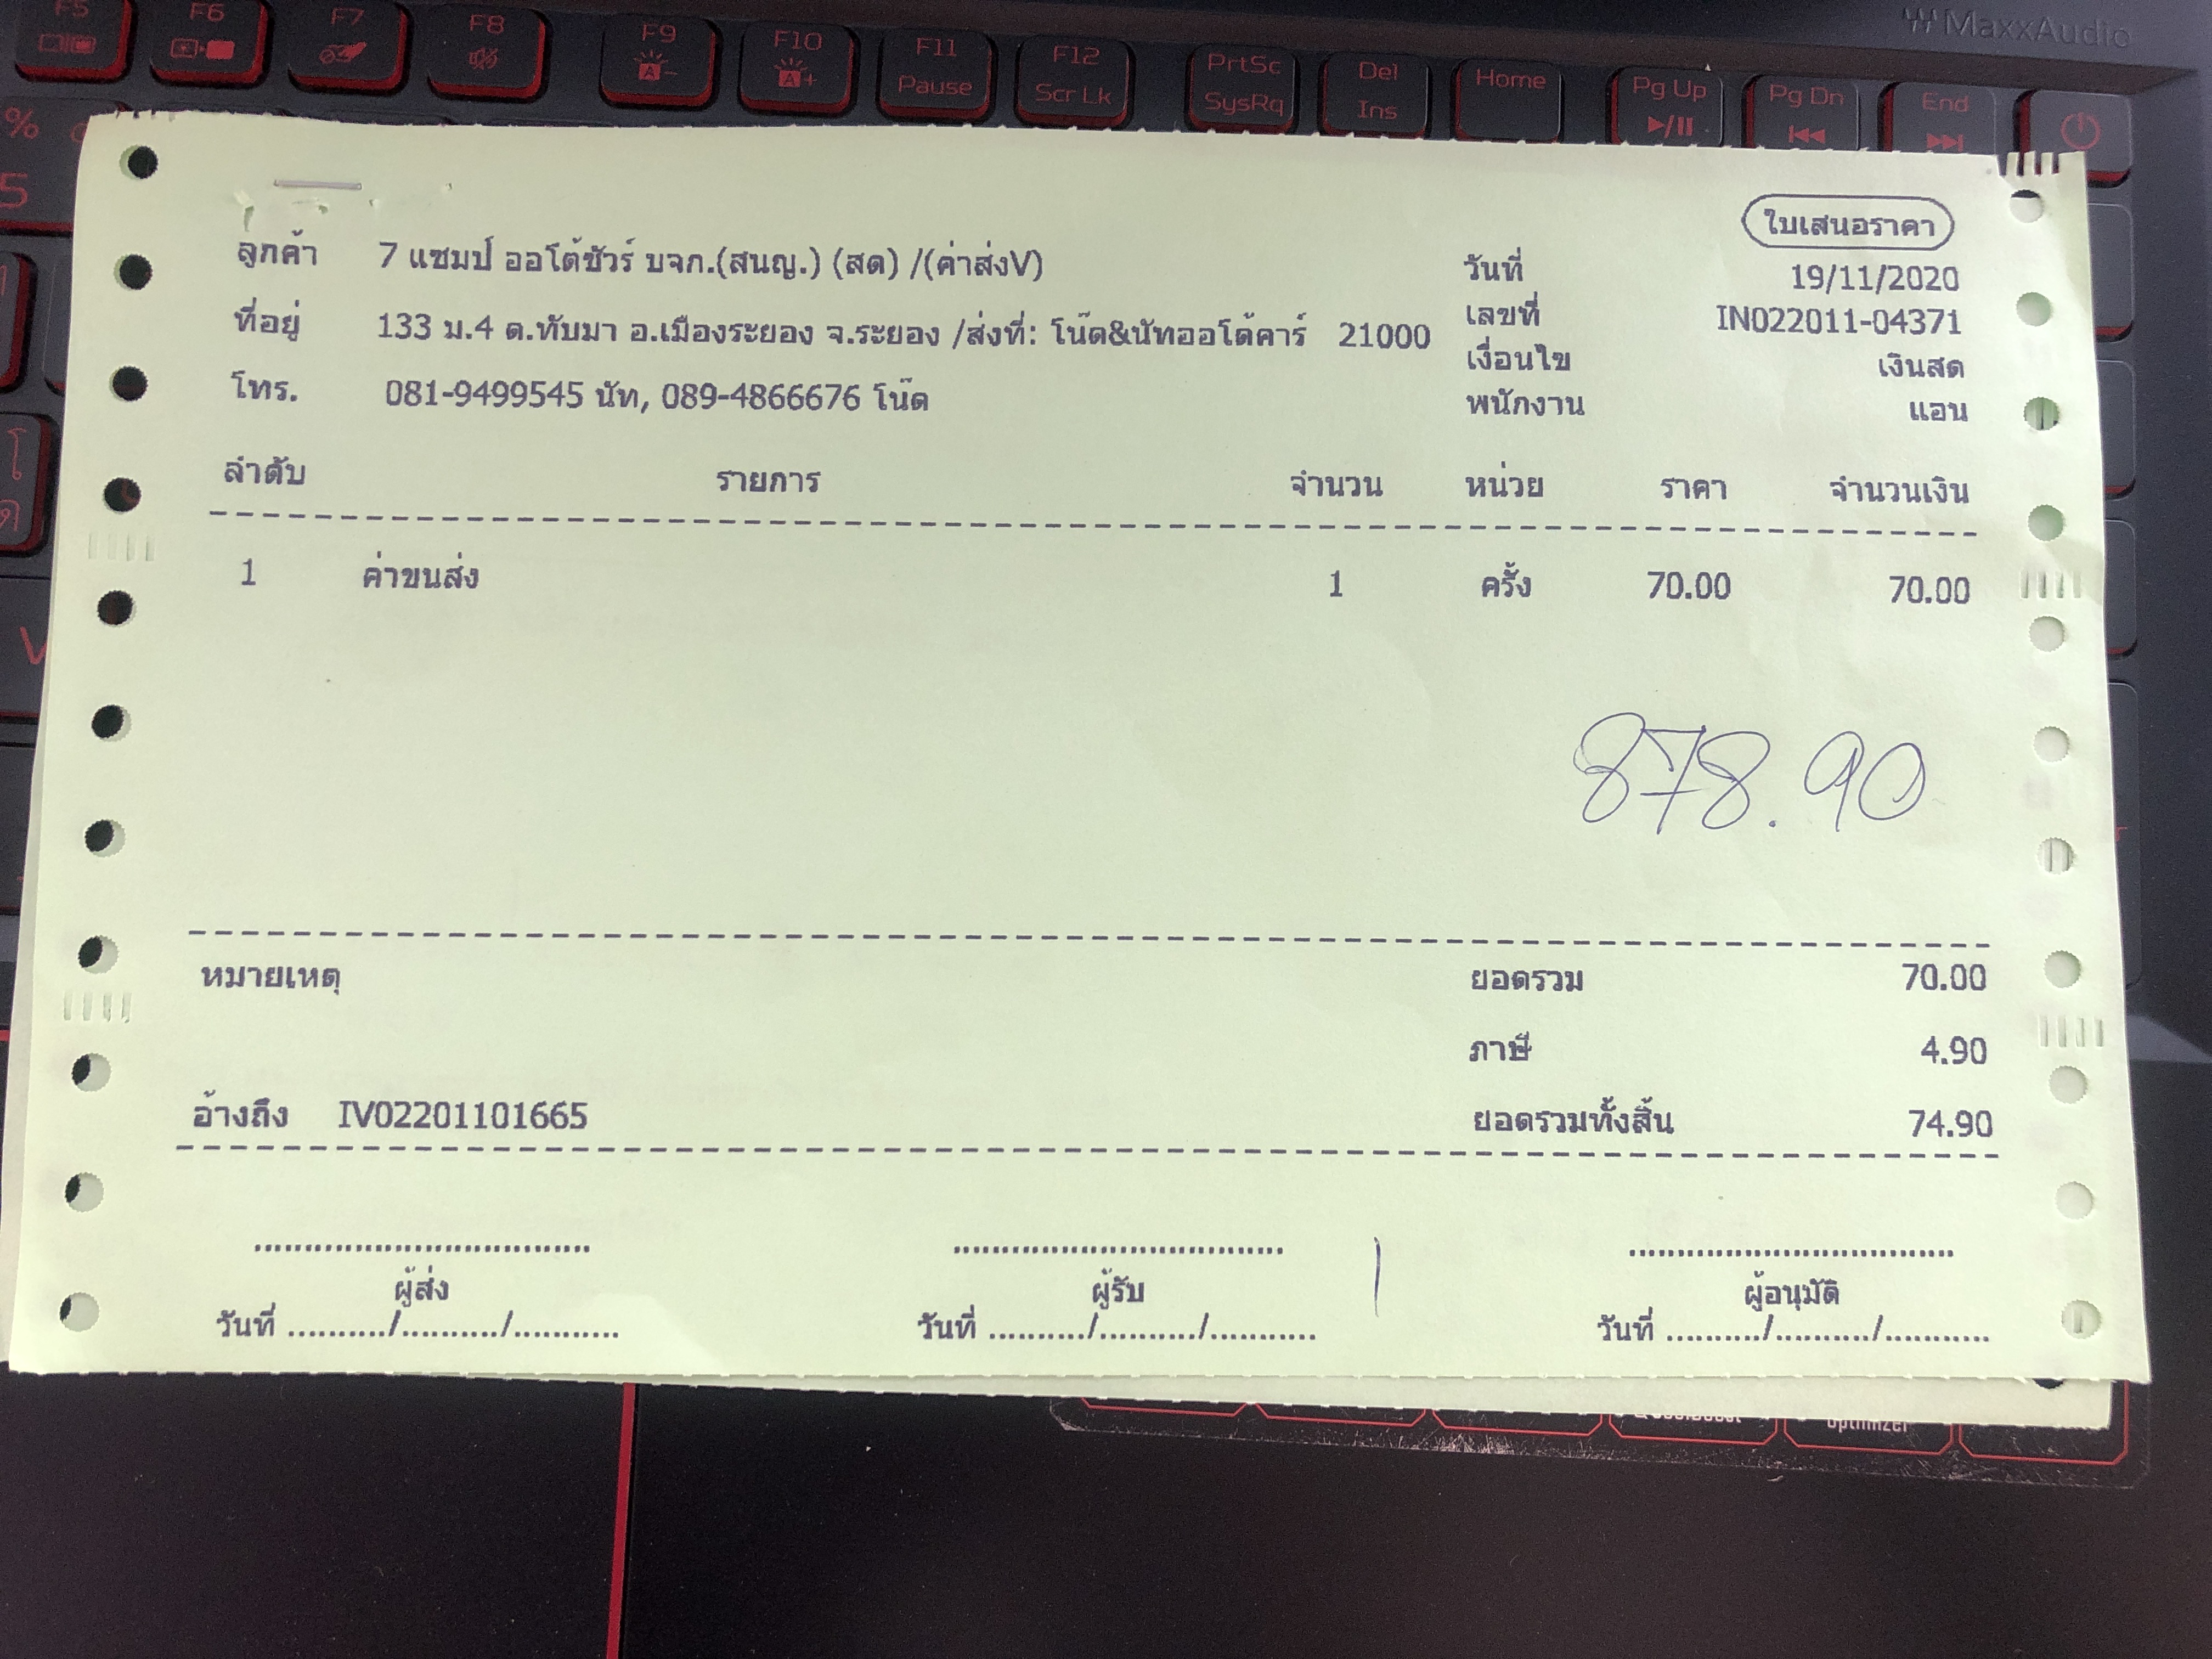 MaxxAudio
F5 F6 F7 F8 F9 F10 F11 Pause F12 Scr Lk PrtSc SysRq Del Ins Home Pg Up Pg Dn End
%
5
ใบเสนอราคา
ลูกค้า 7 แชมป์ ออโต้ชัวร์ บจก.(สนญ.) (สด) /(ค่าส่งV)
วันที่ 19/11/2020
ที่อยู่ 133 ม.4 ต.ทับมา อ.เมืองระยอง จ.ระยอง /ส่งที่: โน๊ต&นัทออโต้คาร์ 21000
เลขที่ IN022011-04371
เงื่อนไข เงินสด
โทร. 081-9499545 นัท, 089-4866676 โน๊ต
พนักงาน แอน
ลำดับ รายการ จำนวน หน่วย ราคา จำนวนเงิน
1 ค่าขนส่ง 1 ครั้ง 70.00 70.00
878.90
หมายเหตุ ยอดรวม 70.00
ภาษี 4.90
อ้างถึง IV02201101665 ยอดรวมทั้งสิ้น 74.90
ผู้ส่ง ผู้รับ ผู้อนุมัติ
วันที่ ........../........../........... วันที่ ........../........../........... วันที่ ........../........../...........